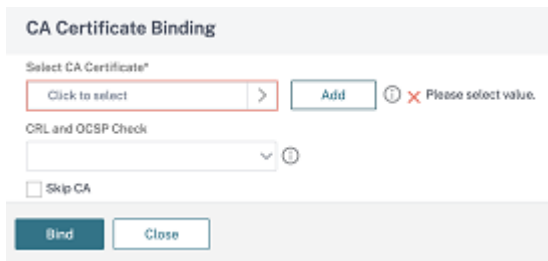 CA Certificate Binding
Select CA Certificate*
Click to select Add Please select value.
CRL and OCSP Check
Skip CA
Bind Close